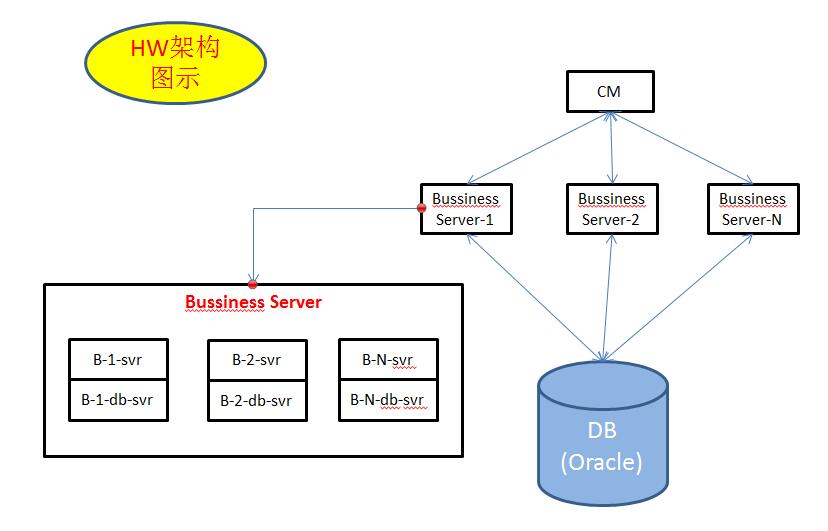 HW架构
图示
CM
Bussiness
Server-1
Bussiness
Server-2
Bussiness
Server-N
Bussiness Server
B-1-svr
B-2-svr
B-N-svr
B-1-db-svr
B-2-db-svr
B-N-db-svr
DB
(Oracle)